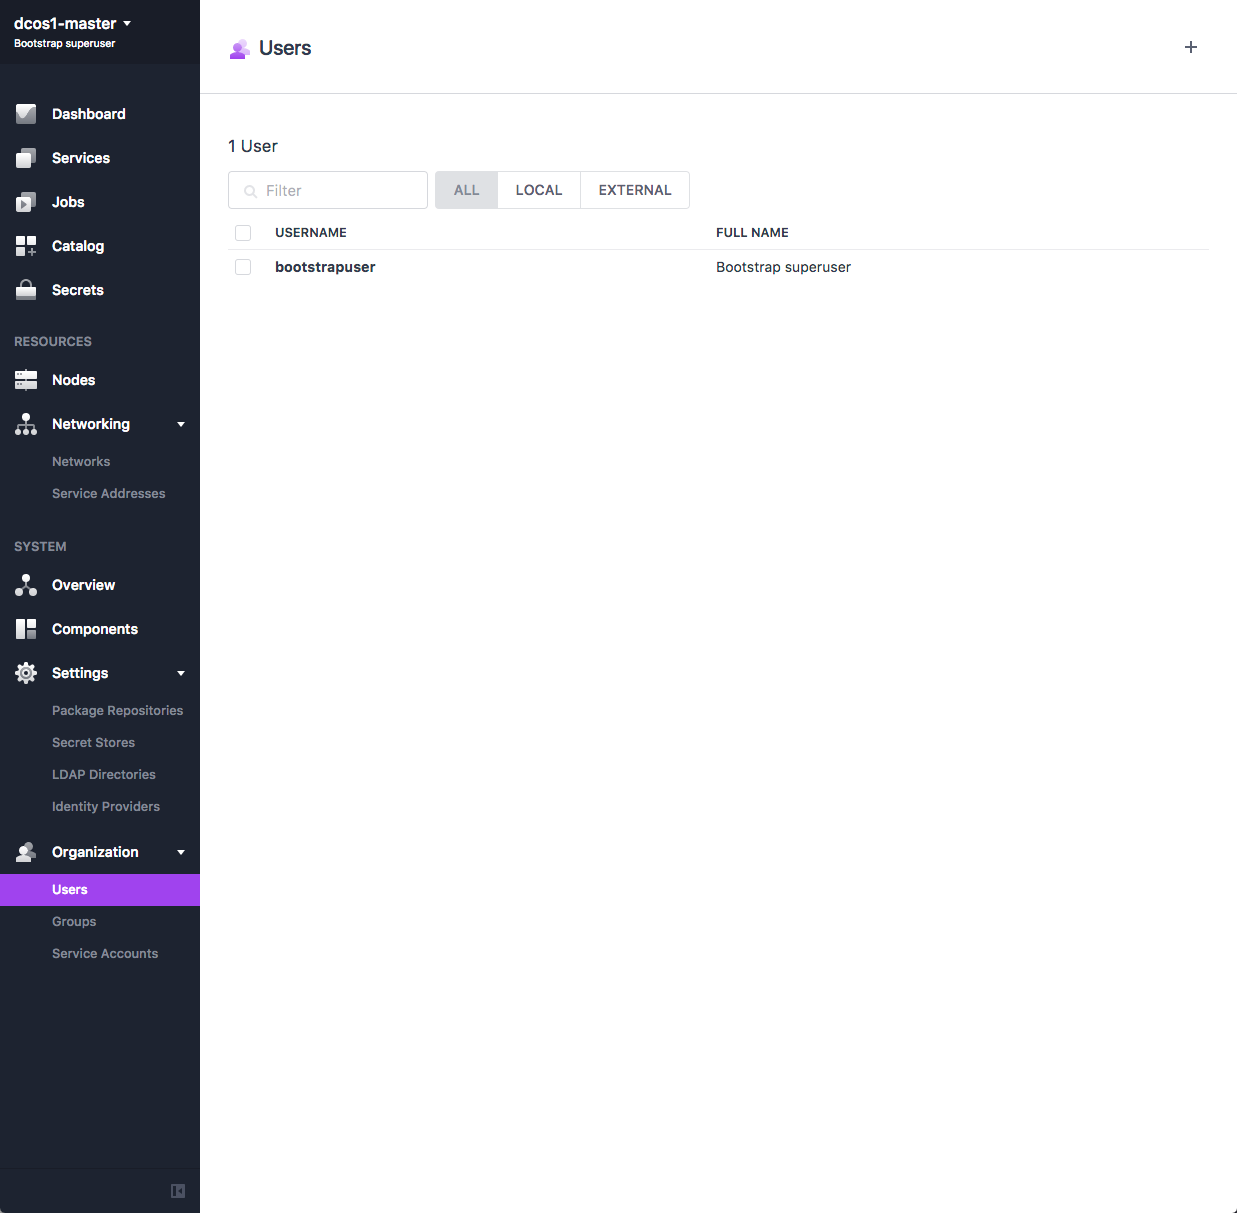 dcos1-master
Bootstrap superuser
Dashboard
Services
Jobs
Catalog
Secrets
RESOURCES
Nodes
Networking
Networks
Service Addresses
SYSTEM
Overview
Components
Settings
Package Repositories
Secret Stores
LDAP Directories
Identity Providers
Organization
Users
Groups
Service Accounts
Users
1 User
Filter ALL LOCAL EXTERNAL
USERNAME FULL NAME
bootstrapuser Bootstrap superuser